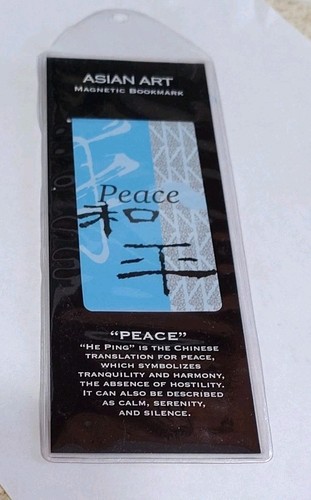 ASIAN ART
MAGNETIC BOOKMARK
Peace
和
平
"PEACE"
"HE PING" IS THE CHINESE
TRANSLATION FOR PEACE,
WHICH SYMBOLIZES
TRANQUILITY AND HARMONY,
THE ABSENCE OF HOSTILITY.
IT CAN ALSO BE DESCRIBED
AS CALM, SERENITY,
AND SILENCE.